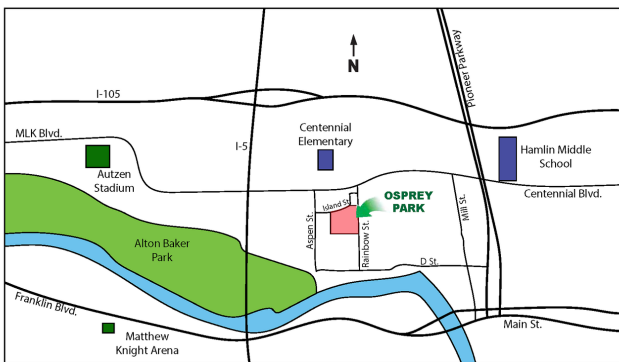 N
Pioneer Parkway
I-105
MLK Blvd.
I-5
Centennial
Elementary
Hamlin Middle
School
Autzen
Stadium
Centennial Blvd.
OSPREY
PARK
Island St.
Mill St.
Aspen St.
Rainbow St.
Alton Baker
Park
D St.
Franklin Blvd.
Main St.
Matthew
Knight Arena